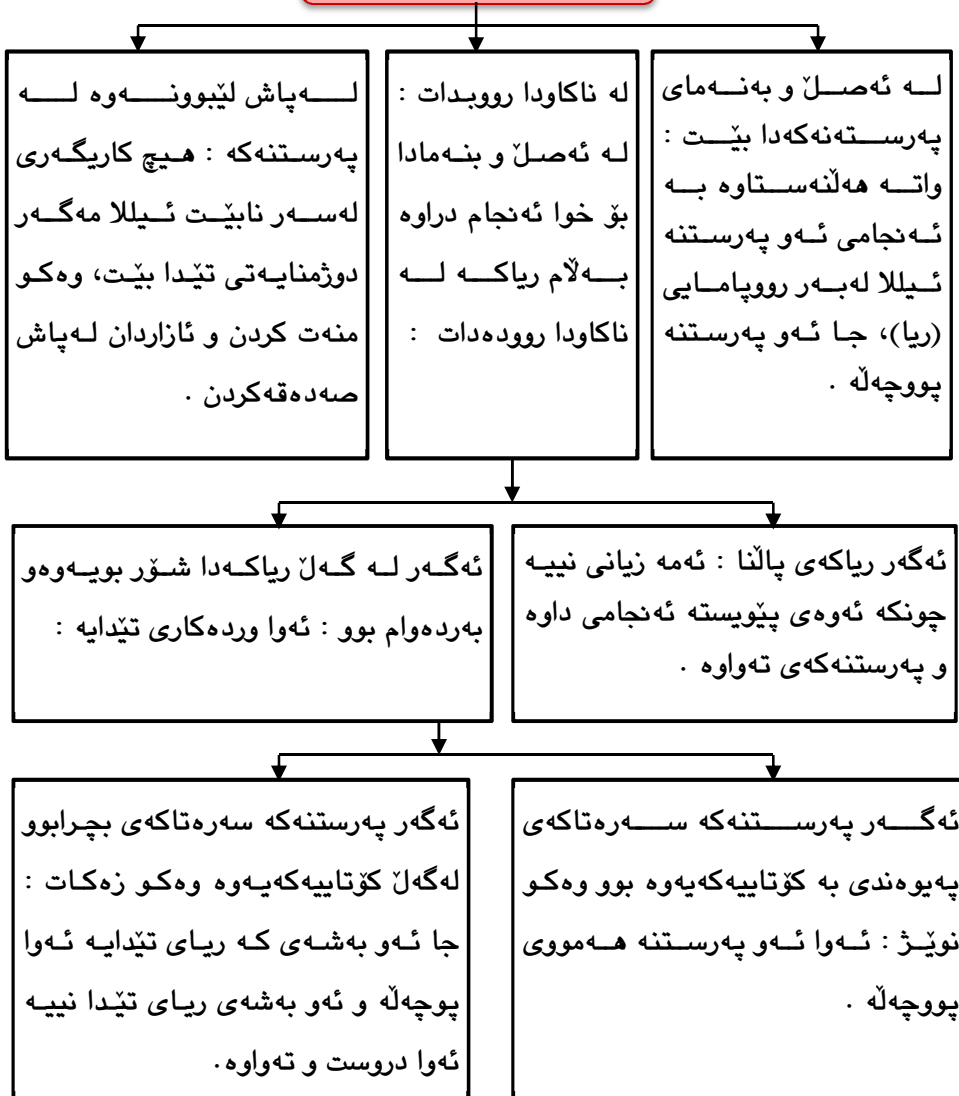 لە ئەصڵ و بەنەمای
پەرستەنەکەدا بێت :
واتە هەڵنەستاوە بە
ئەنجامی ئەو پەرستنە
ئیللا لەبەر رووپامایی
(ریا)، جا ئەو پەرستنە
پووچەڵە .
لە ناکاودا رووبدات :
لە ئەصڵ و بنەمادا
بۆ خوا ئەنجام دراوە
بەڵام ریاکە لە
ناکاودا روودەدات :
لەپاش لێبوونەوە لە
پەرستنەکە : هیچ کاریگەری
لەسەر نابێت ئیللا مەگەر
دوژمنایەتی تێدا بێت، وەکو
منەت کردن و ئازاردان لەپاش
صەدەقەکردن .
ئەگەر ریاکەی پاڵنا : ئەمە زیانی نییە
چونکە ئەوەی پێویستە ئەنجامی داوە
و پەرستنەکەی تەواوە .
ئەگەر لە گەڵ ریاکەدا شۆر بویەوەو
بەردەوام بوو : ئەوا وردەکاری تێدایە :
ئەگەر پەرستنەکە سەرەتاکەی
پەیوەندی بە کۆتاییەکەیەوە بوو وەکو
نوێژ : ئەوا ئەو پەرستنە هەمووی
پووچەڵە .
ئەگەر پەرستنەکە سەرەتاکەی بچرابوو
لەگەڵ کۆتاییەکەیەوە وەکو زەکات :
جا ئەو بەشەی کە ریای تێدایە ئەوا
پوچەڵە و ئەو بەشەی ریای تێدا نییە
ئەوا دروست و تەواوە.